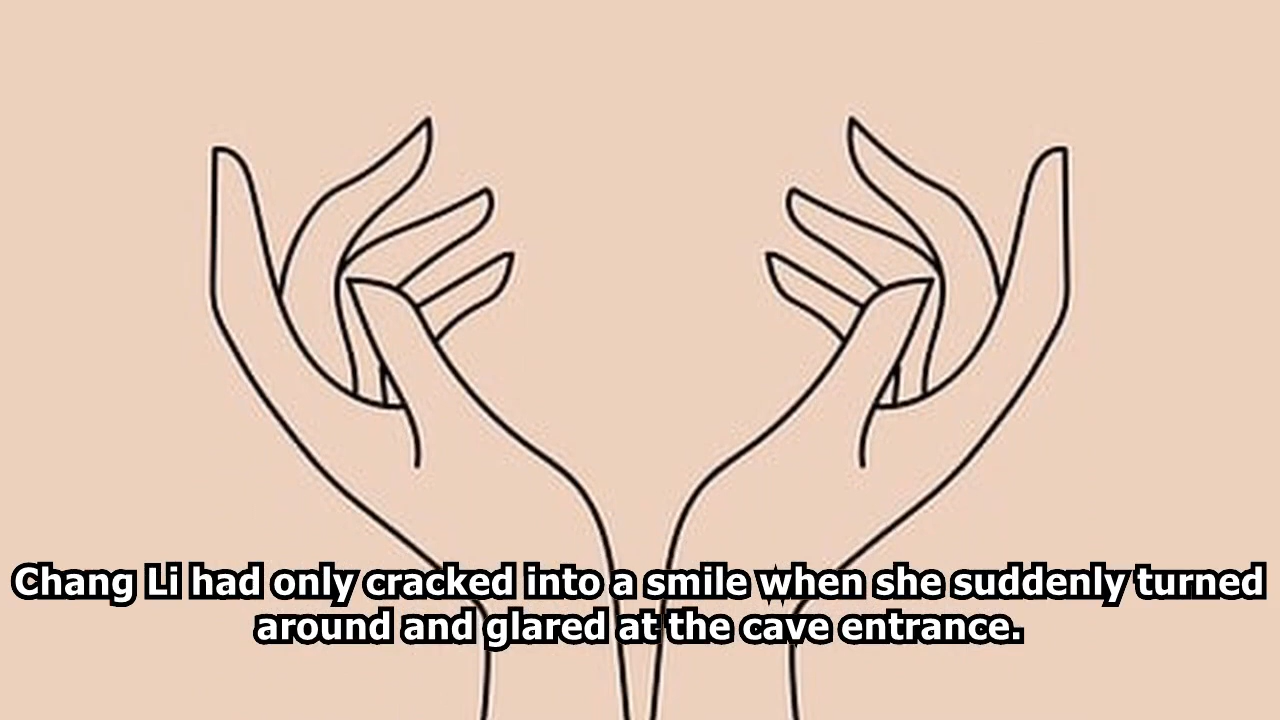 Chang Li had only cracked into a smile when she suddenly turned
around and glared at the cave entrance.